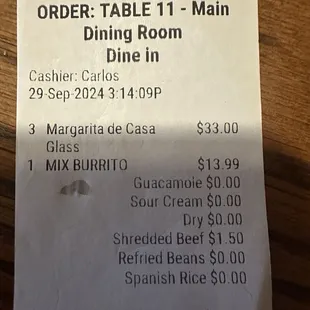 ORDER: TABLE 11 - Main
Dining Room
Dine in
Cashier: Carlos
29-Sep-2024 3:14:09P
3 Margarita de Casa $33.00
Glass
1 MIX BURRITO $13.99
Guacamole $0.00
Sour Cream $0.00
Dry $0.00
Shredded Beef $1.50
Refried Beans $0.00
Spanish Rice $0.00